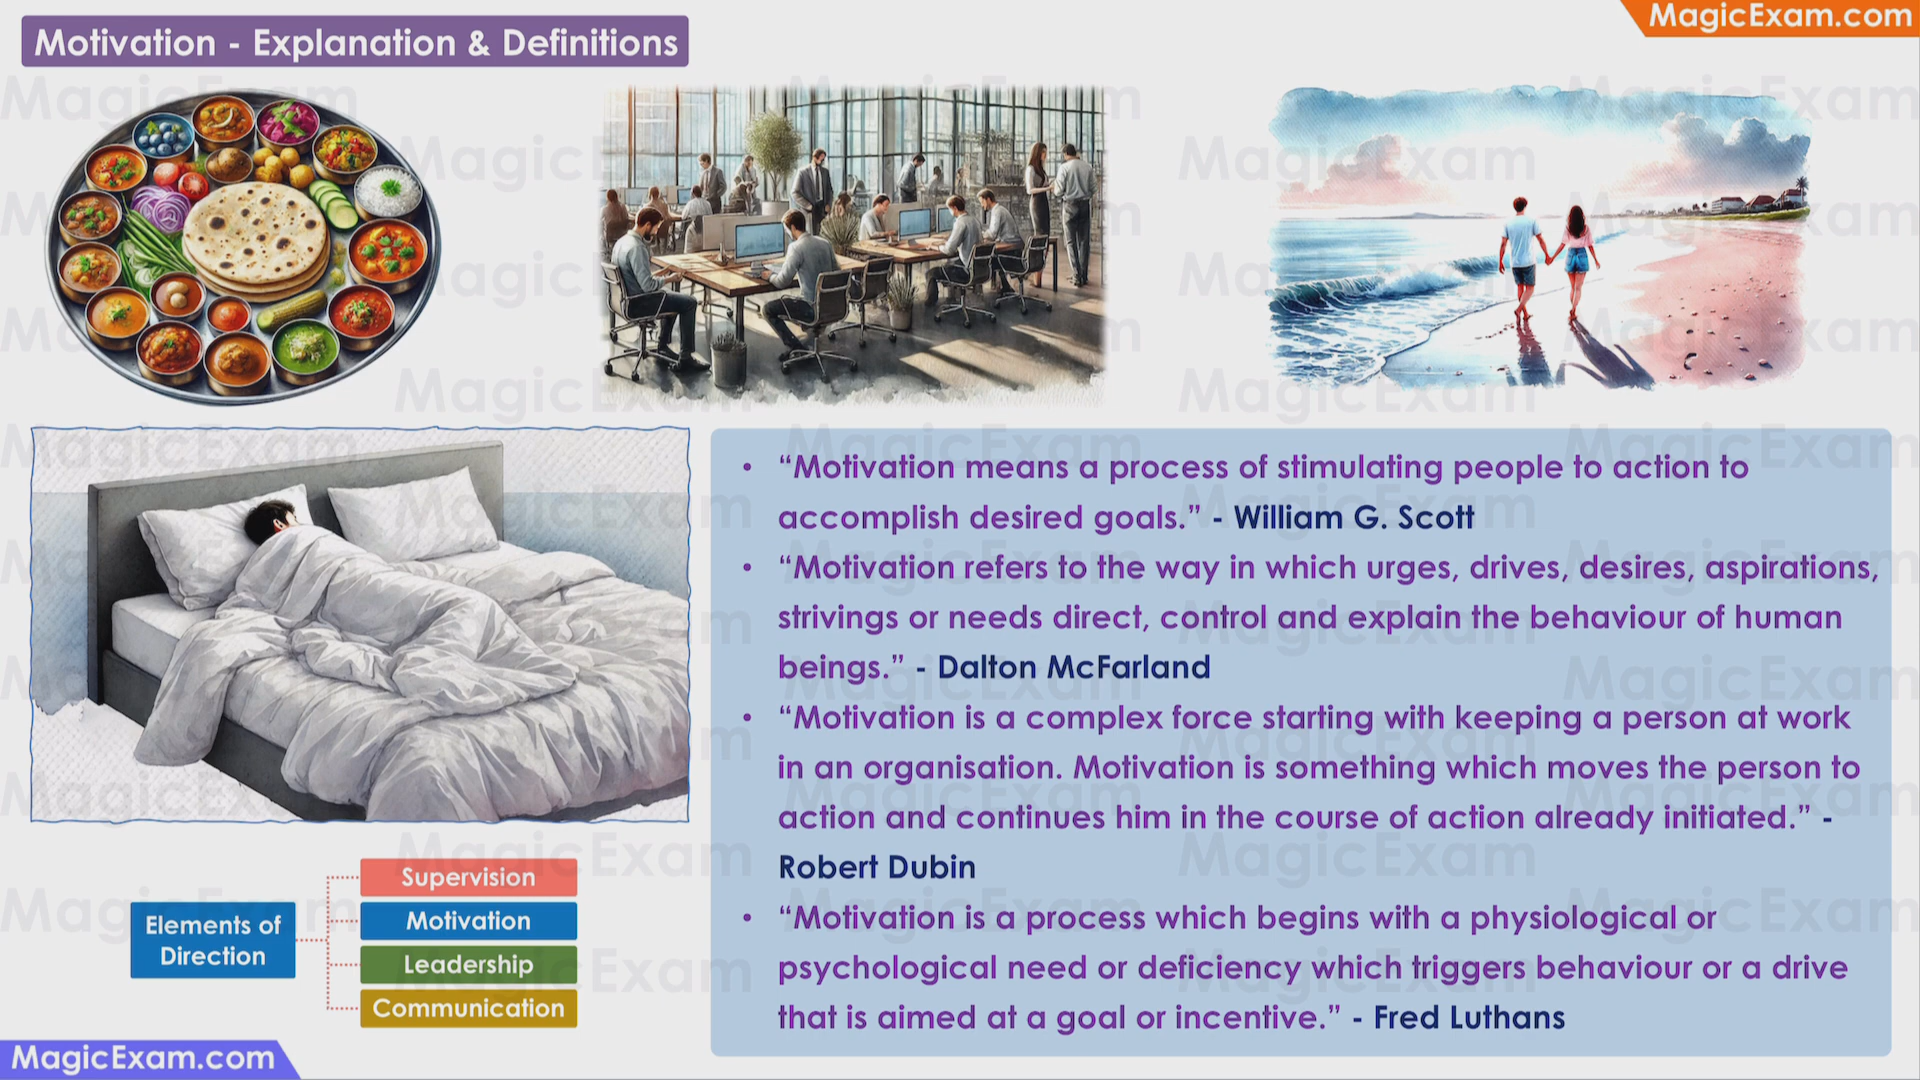 Motivation - Explanation & Definitions
MagicExam.com
• “Motivation means a process of stimulating people to action to
accomplish desired goals.” - William G. Scott
• “Motivation refers to the way in which urges, drives, desires, aspirations,
strivings or needs direct, control and explain the behaviour of human
beings.” - Dalton McFarland
• “Motivation is a complex force starting with keeping a person at work
in an organisation. Motivation is something which moves the person to
action and continues him in the course of action already initiated.” -
Robert Dubin
• “Motivation is a process which begins with a physiological or
psychological need or deficiency which triggers behaviour or a drive
that is aimed at a goal or incentive.” - Fred Luthans
Elements of
Direction
Supervision
Motivation
Leadership
Communication
MagicExam.com